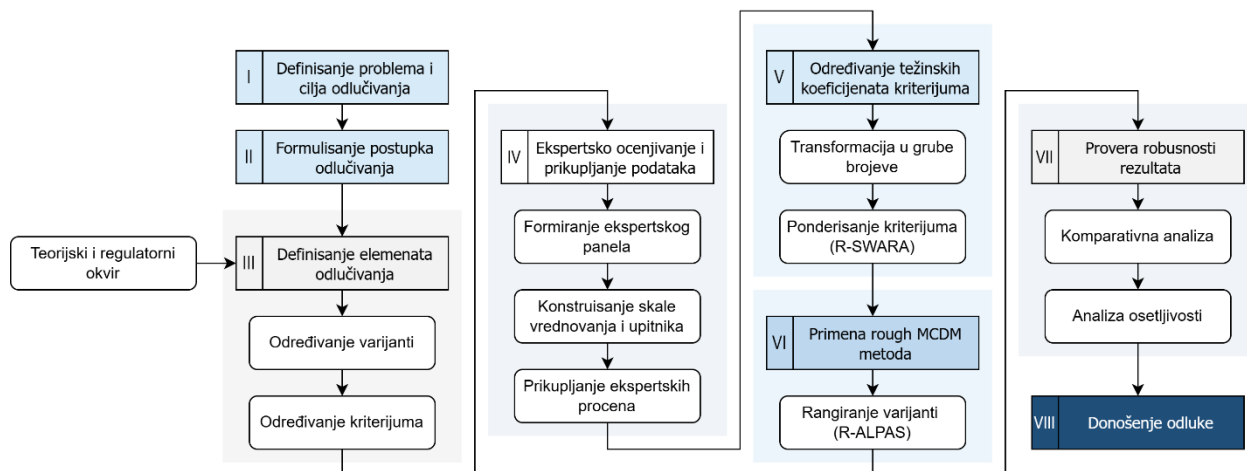 I
Definisanje problema i
cilja odlučivanja
II
Formulisanje postupka
odlučivanja
Teorijski i regulatorni
okvir
III
Definisanje elemenata
odlučivanja
Određivanje varijanti
Određivanje kriterijuma
IV
Ekspertsko ocenjivanje i
prikupljanje podataka
Formiranje ekspertskog
panela
Konstruisanje skale
vrednovanja i upitnika
Prikupljanje ekspertskih
procena
V
Određivanje težinskih
koeficijenata kriterijuma
Transformacija u grube
brojeve
Ponderisanje kriterijuma
(R-SWARA)
VI
Primena rough MCDM
metoda
Rangiranje varijanti
(R-ALPAS)
VII
Provera robusnosti
rezultata
Komparativna analiza
Analiza osetljivosti
VIII
Donošenje odluke